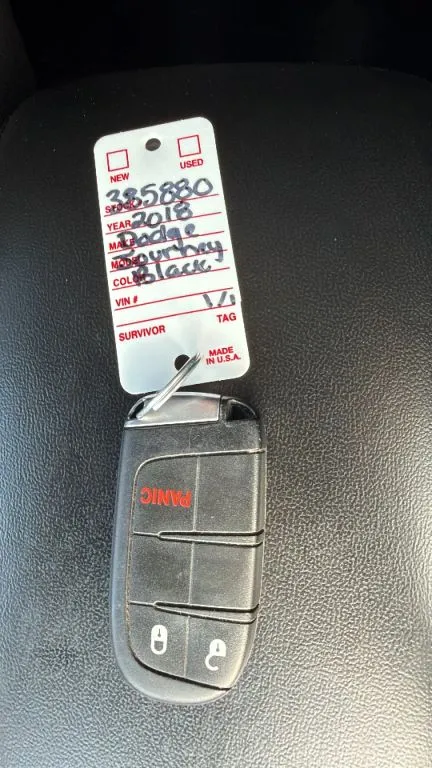 NEW USED
STOCK 385880
YEAR 2018
MAKE Dodge
MODEL Journey
COLOR Black
VIN # 1/1
SURVIVOR TAG
MADE
IN U.S.A.
PANIC